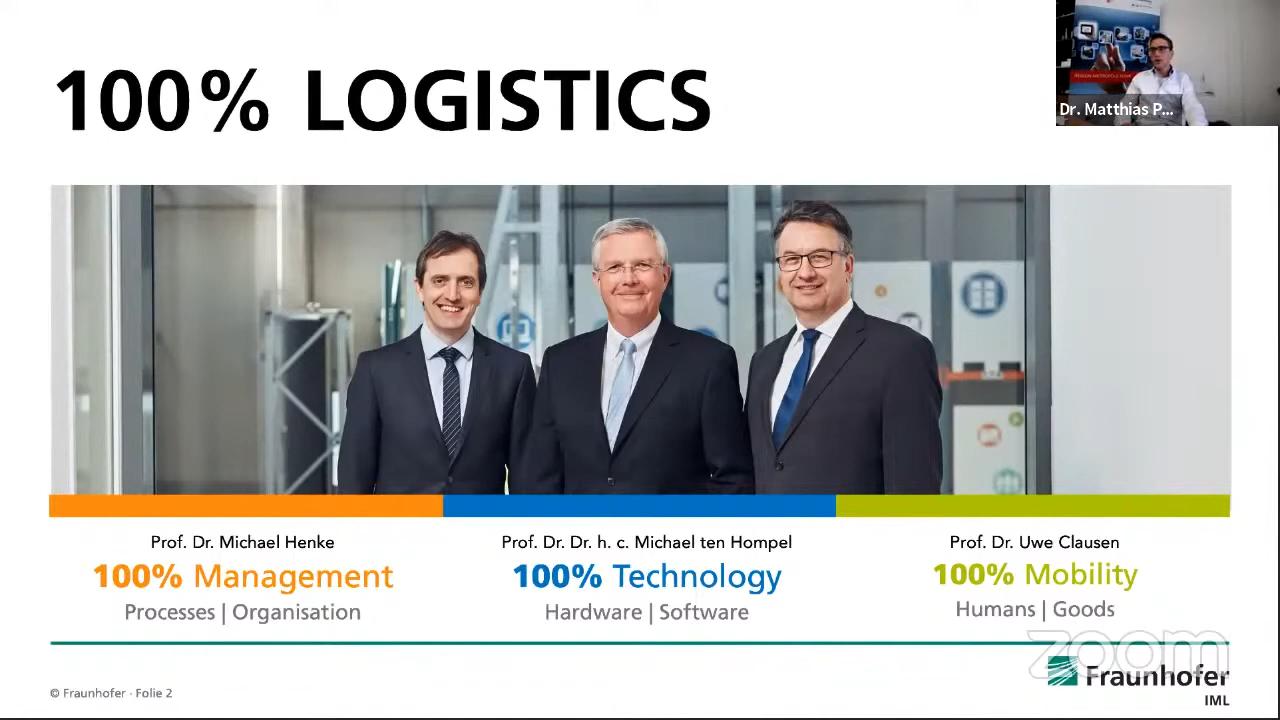 100% LOGISTICS
Dr. Matthias P...
Prof. Dr. Michael Henke
100% Management
Processes | Organisation
Prof. Dr. Dr. h. c. Michael ten Hompel
100% Technology
Hardware | Software
Prof. Dr. Uwe Clausen
100% Mobility
Humans | Goods
zoom
Fraunhofer
IML
© Fraunhofer · Folie 2